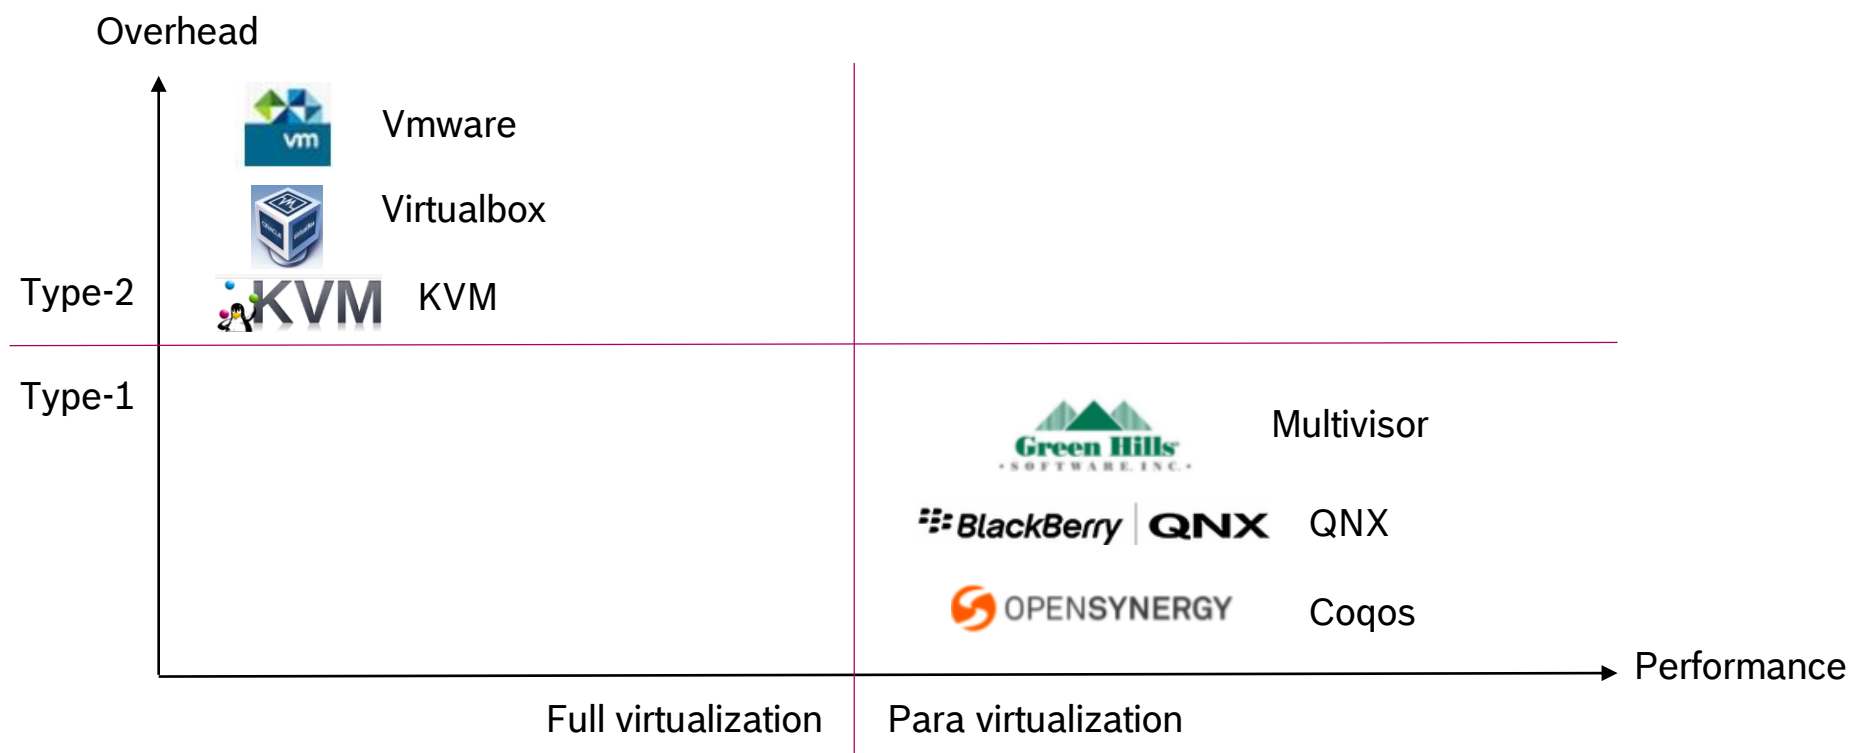 Overhead
vm
Vmware
Virtualbox
Type-2
KVM KVM
Type-1
Green Hills
SOFTWARE, INC.
Multivisor
BlackBerry QNX QNX
OPENSYNERGY Coqos
Performance
Full virtualization Para virtualization